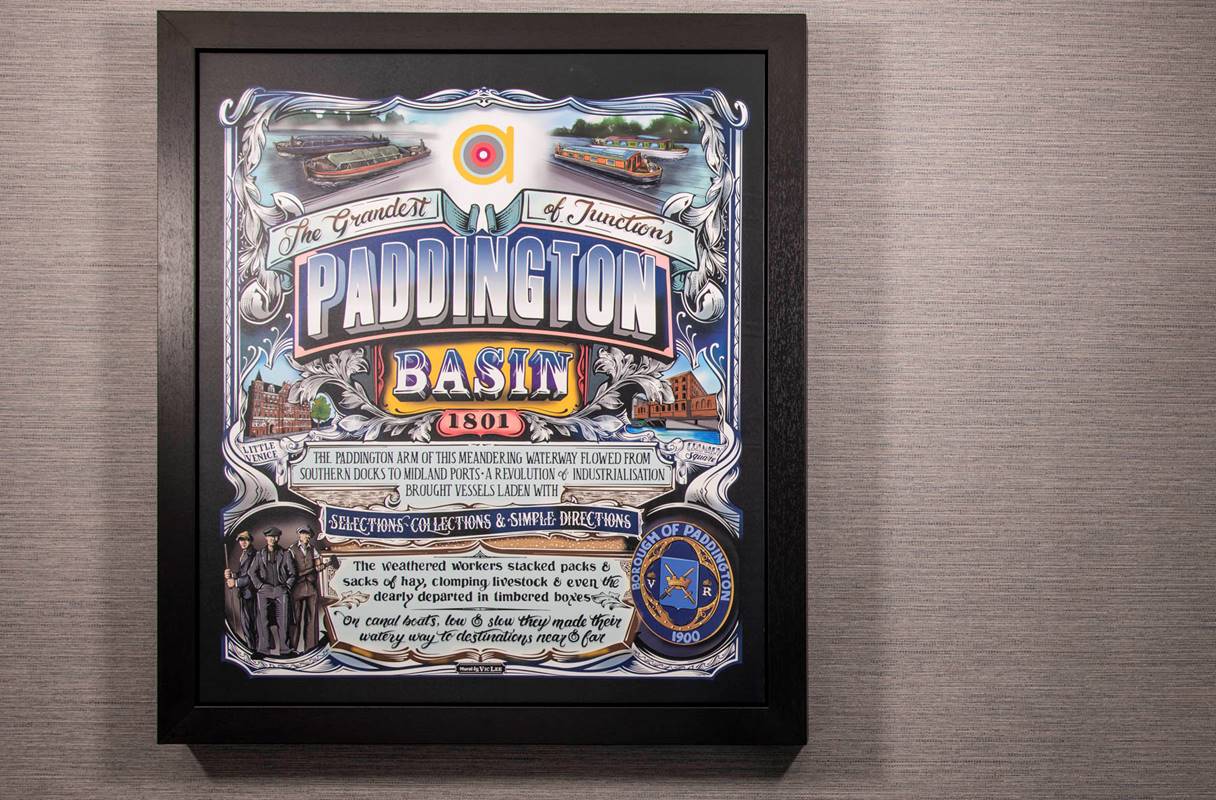 a
The Grandest of Junctions
PADDINGTON
BASIN
1801
LITTLE
VENICE
Square
THE PADDINGTON ARM OF THIS MEANDERING WATERWAY FLOWED FROM
SOUTHERN DOCKS TO MIDLAND PORTS • A REVOLUTION of INDUSTRIALISATION
BROUGHT VESSELS LADEN WITH
SELECTIONS COLLECTIONS & SIMPLE DIRECTIONS
The weathered workers stacked packs &
sacks of hay, clomping livestock & even the
dearly departed in timbered boxes
On canal boats, low & slow they made their
watery way to destinations near & far
BOROUGH OF PADDINGTON
V R
1900
Mural by VIC LEE